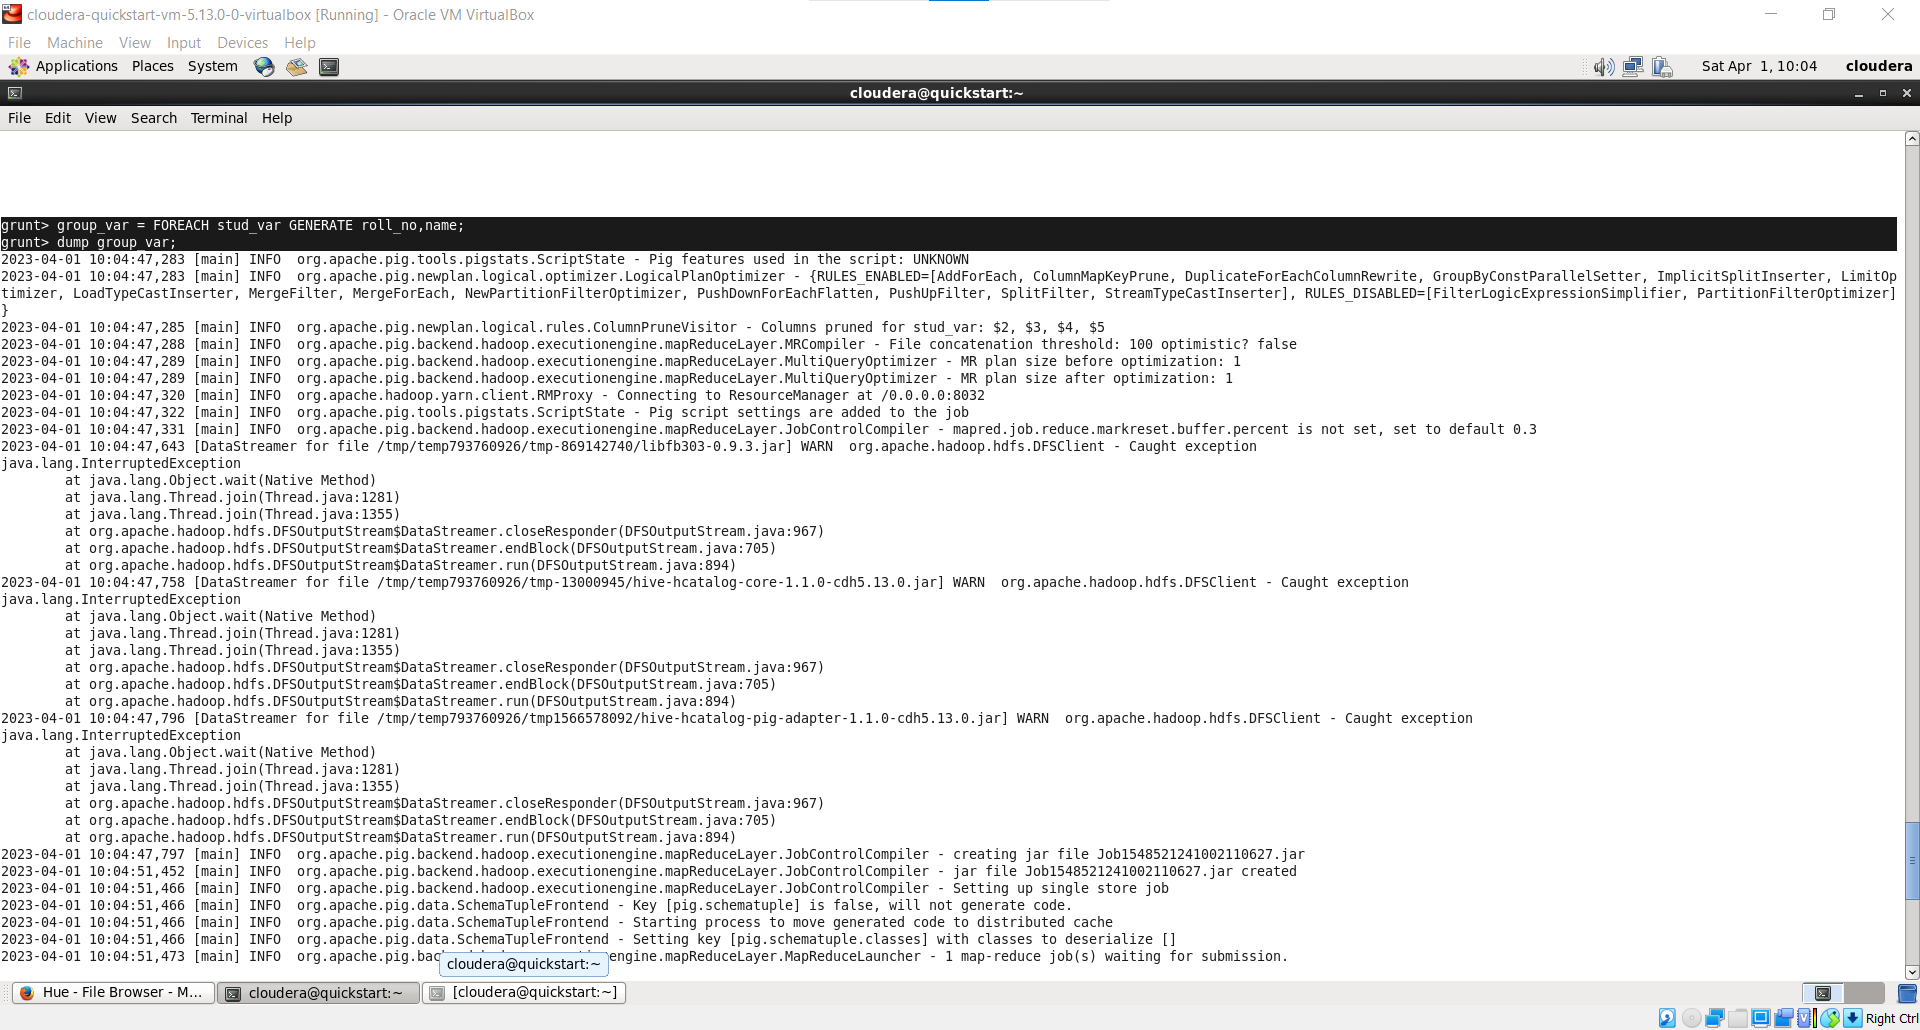 cloudera-quickstart-vm-5.13.0-0-virtualbox [Running] - Oracle VM VirtualBox
File Machine View Input Devices Help
Applications Places System Sat Apr 1, 10:04 cloudera
cloudera@quickstart:~
File Edit View Search Terminal Help
grunt> group_var = FOREACH stud_var GENERATE roll_no,name;
grunt> dump group_var;
2023-04-01 10:04:47,283 [main] INFO  org.apache.pig.tools.pigstats.ScriptState - Pig features used in the script: UNKNOWN
2023-04-01 10:04:47,283 [main] INFO  org.apache.pig.newplan.logical.optimizer.LogicalPlanOptimizer - {RULES_ENABLED=[AddForEach, ColumnMapKeyPrune, DuplicateForEachColumnRewrite, GroupByConstParallelSetter, ImplicitSplitInserter, LimitOp
timizer, LoadTypeCastInserter, MergeFilter, MergeForEach, NewPartitionFilterOptimizer, PushDownForEachFlatten, PushUpFilter, SplitFilter, StreamTypeCastInserter], RULES_DISABLED=[FilterLogicExpressionSimplifier, PartitionFilterOptimizer]
}
2023-04-01 10:04:47,285 [main] INFO  org.apache.pig.newplan.logical.rules.ColumnPruneVisitor - Columns pruned for stud_var: $2, $3, $4, $5
2023-04-01 10:04:47,288 [main] INFO  org.apache.pig.backend.hadoop.executionengine.mapReduceLayer.MRCompiler - File concatenation threshold: 100 optimistic? false
2023-04-01 10:04:47,289 [main] INFO  org.apache.pig.backend.hadoop.executionengine.mapReduceLayer.MultiQueryOptimizer - MR plan size before optimization: 1
2023-04-01 10:04:47,289 [main] INFO  org.apache.pig.backend.hadoop.executionengine.mapReduceLayer.MultiQueryOptimizer - MR plan size after optimization: 1
2023-04-01 10:04:47,320 [main] INFO  org.apache.hadoop.yarn.client.RMProxy - Connecting to ResourceManager at /0.0.0.0:8032
2023-04-01 10:04:47,322 [main] INFO  org.apache.pig.tools.pigstats.ScriptState - Pig script settings are added to the job
2023-04-01 10:04:47,331 [main] INFO  org.apache.pig.backend.hadoop.executionengine.mapReduceLayer.JobControlCompiler - mapred.job.reduce.markreset.buffer.percent is not set, set to default 0.3
2023-04-01 10:04:47,643 [DataStreamer for file /tmp/temp793760926/tmp-869142740/libfb303-0.9.3.jar] WARN  org.apache.hadoop.hdfs.DFSClient - Caught exception
java.lang.InterruptedException
at java.lang.Object.wait(Native Method)
at java.lang.Thread.join(Thread.java:1281)
at java.lang.Thread.join(Thread.java:1355)
at org.apache.hadoop.hdfs.DFSOutputStream$DataStreamer.closeResponder(DFSOutputStream.java:967)
at org.apache.hadoop.hdfs.DFSOutputStream$DataStreamer.endBlock(DFSOutputStream.java:705)
at org.apache.hadoop.hdfs.DFSOutputStream$DataStreamer.run(DFSOutputStream.java:894)
2023-04-01 10:04:47,758 [DataStreamer for file /tmp/temp793760926/tmp-13000945/hive-hcatalog-core-1.1.0-cdh5.13.0.jar] WARN  org.apache.hadoop.hdfs.DFSClient - Caught exception
java.lang.InterruptedException
at java.lang.Object.wait(Native Method)
at java.lang.Thread.join(Thread.java:1281)
at java.lang.Thread.join(Thread.java:1355)
at org.apache.hadoop.hdfs.DFSOutputStream$DataStreamer.closeResponder(DFSOutputStream.java:967)
at org.apache.hadoop.hdfs.DFSOutputStream$DataStreamer.endBlock(DFSOutputStream.java:705)
at org.apache.hadoop.hdfs.DFSOutputStream$DataStreamer.run(DFSOutputStream.java:894)
2023-04-01 10:04:47,796 [DataStreamer for file /tmp/temp793760926/tmp1566578092/hive-hcatalog-pig-adapter-1.1.0-cdh5.13.0.jar] WARN  org.apache.hadoop.hdfs.DFSClient - Caught exception
java.lang.InterruptedException
at java.lang.Object.wait(Native Method)
at java.lang.Thread.join(Thread.java:1281)
at java.lang.Thread.join(Thread.java:1355)
at org.apache.hadoop.hdfs.DFSOutputStream$DataStreamer.closeResponder(DFSOutputStream.java:967)
at org.apache.hadoop.hdfs.DFSOutputStream$DataStreamer.endBlock(DFSOutputStream.java:705)
at org.apache.hadoop.hdfs.DFSOutputStream$DataStreamer.run(DFSOutputStream.java:894)
2023-04-01 10:04:47,797 [main] INFO  org.apache.pig.backend.hadoop.executionengine.mapReduceLayer.JobControlCompiler - creating jar file Job1548521241002110627.jar
2023-04-01 10:04:51,452 [main] INFO  org.apache.pig.backend.hadoop.executionengine.mapReduceLayer.JobControlCompiler - jar file Job1548521241002110627.jar created
2023-04-01 10:04:51,466 [main] INFO  org.apache.pig.backend.hadoop.executionengine.mapReduceLayer.JobControlCompiler - Setting up single store job
2023-04-01 10:04:51,466 [main] INFO  org.apache.pig.data.SchemaTupleFrontend - Key [pig.schematuple] is false, will not generate code.
2023-04-01 10:04:51,466 [main] INFO  org.apache.pig.data.SchemaTupleFrontend - Starting process to move generated code to distributed cache
2023-04-01 10:04:51,466 [main] INFO  org.apache.pig.data.SchemaTupleFrontend - Setting key [pig.schematuple.classes] with classes to deserialize []
2023-04-01 10:04:51,473 [main] INFO  org.apache.pig.bac engine.mapReduceLayer.MapReduceLauncher - 1 map-reduce job(s) waiting for submission.
cloudera@quickstart:~
Hue - File Browser - M... cloudera@quickstart:~ [cloudera@quickstart:~]
Right Ctrl